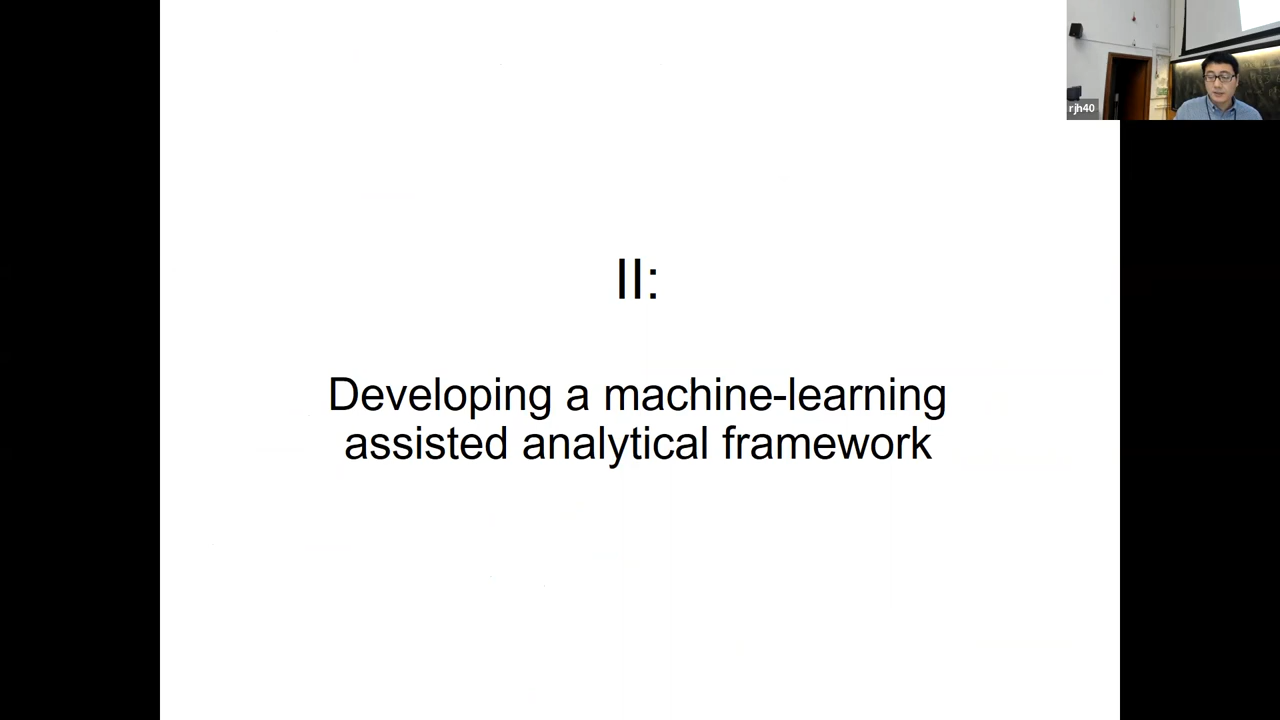 rjh40
II:
Developing a machine-learning
assisted analytical framework